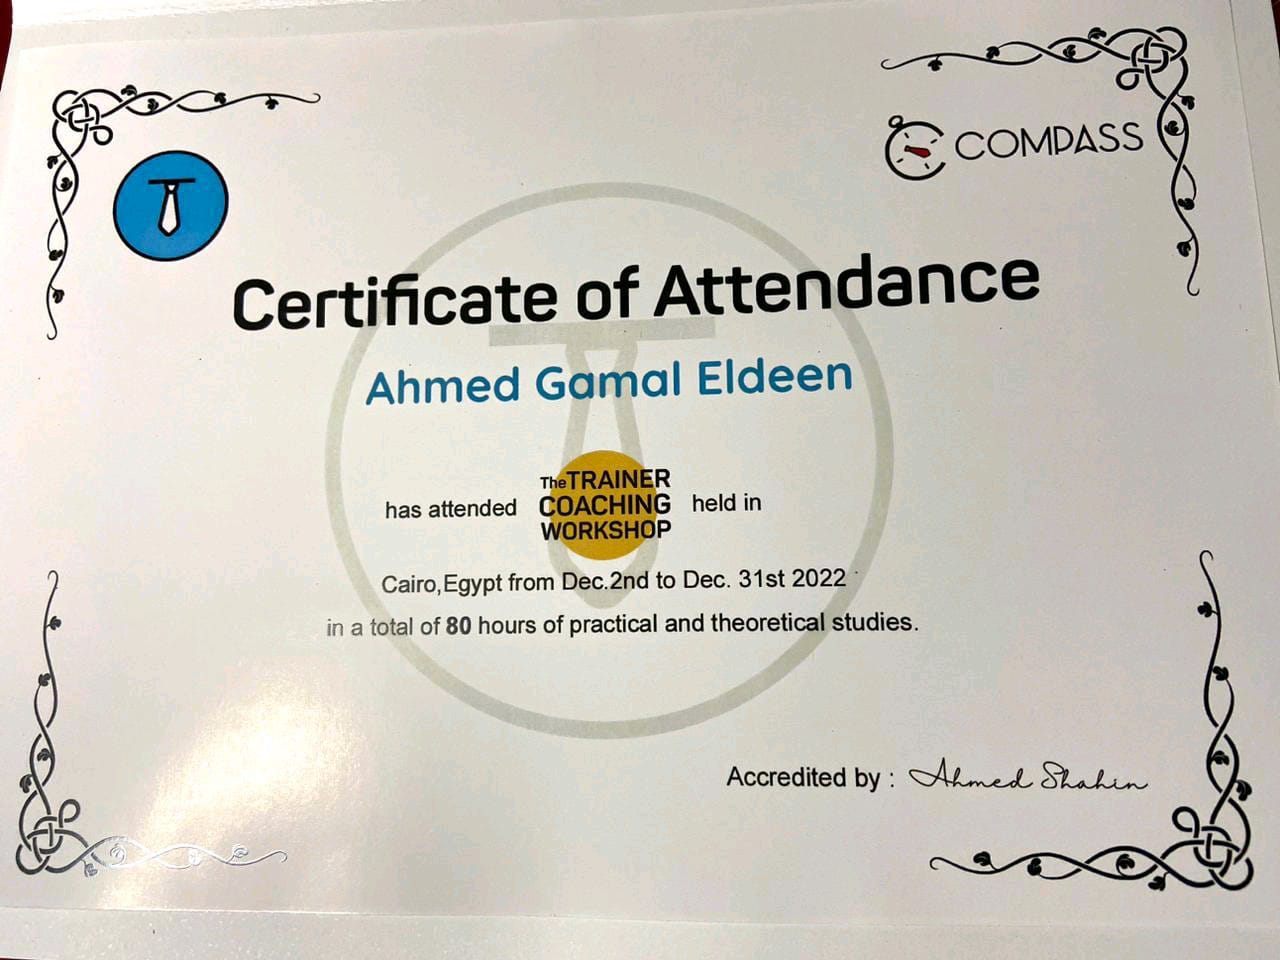 COMPASS
Certificate of Attendance
Ahmed Gamal Eldeen
has attended The TRAINER COACHING WORKSHOP held in
Cairo,Egypt from Dec.2nd to Dec. 31st 2022
in a total of 80 hours of practical and theoretical studies.
Accredited by : Ahmed Shahin